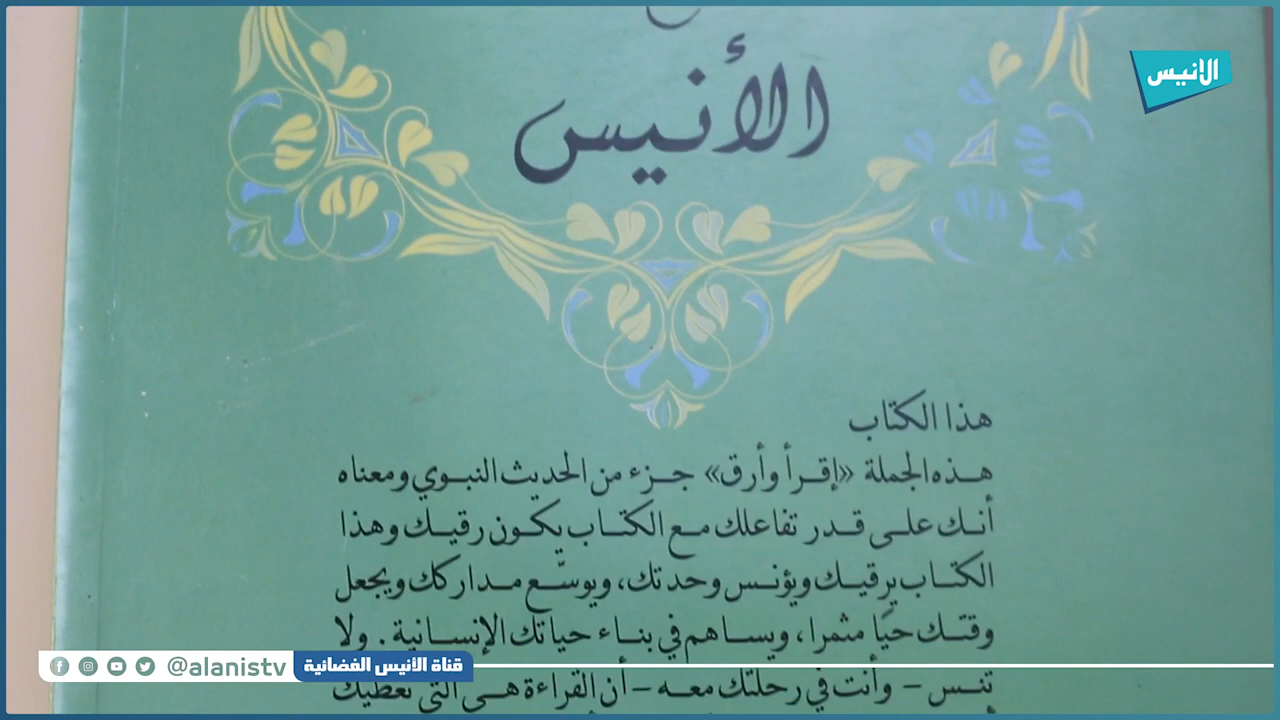 الأنيس
الانيس
هذا الكتاب
هذه الجملة «إقرأ وأرق» جزء من الحديث النبوي ومعناه
أنك على قدر تفاعلك مع الكتاب يكون رقيك وهذا
الكتاب يرقيك ويؤنس وحدتك، ويوسّع مداركك ويجعل
وقتك حيًا مثمرا، ويساهم في بناء حياتك الإنسانية. ولا
تنس – وأنت في رحلتك معه – أن القراءة هي التي تعطيك
@alanistv قناة الأنيس الفضائية